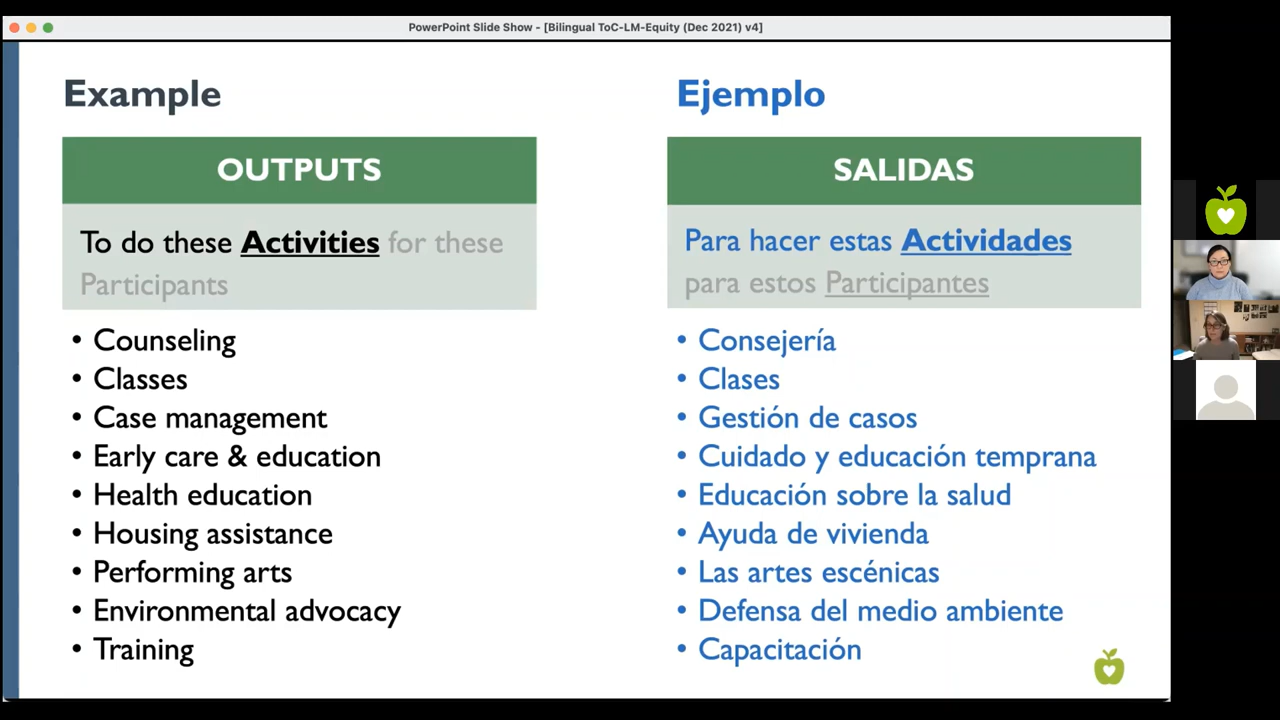 PowerPoint Slide Show - [Bilingual ToC-LM-Equity (Dec 2021) v4]
Example
OUTPUTS
To do these Activities for these
Participants
• Counseling
• Classes
• Case management
• Early care & education
• Health education
• Housing assistance
• Performing arts
• Environmental advocacy
• Training
Ejemplo
SALIDAS
Para hacer estas Actividades
para estos Participantes
• Consejería
• Clases
• Gestión de casos
• Cuidado y educación temprana
• Educación sobre la salud
• Ayuda de vivienda
• Las artes escénicas
• Defensa del medio ambiente
• Capacitación